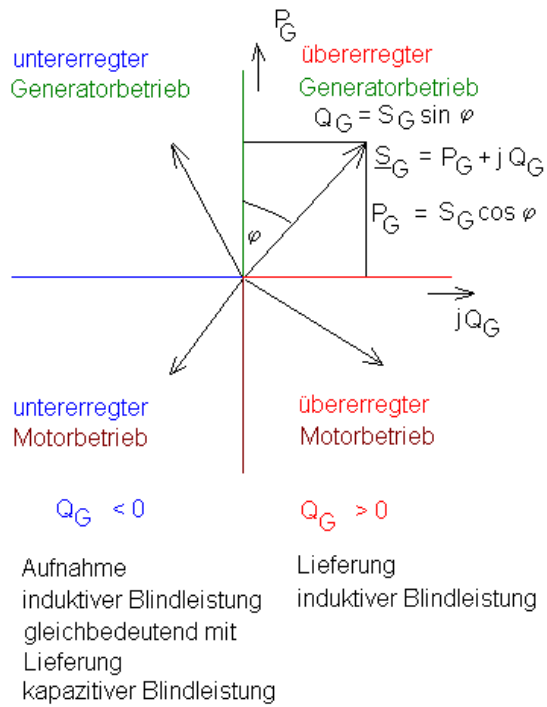 P_G
untererregter
Generatorbetrieb
übererregter
Generatorbetrieb
Q_G = S_G sin φ
S_G = P_G + j Q_G
P_G = S_G cos φ
φ
j Q_G
untererregter
Motorbetrieb
übererregter
Motorbetrieb
Q_G < 0
Q_G > 0
Aufnahme
induktiver Blindleistung
gleichbedeutend mit
Lieferung
kapazitiver Blindleistung
Lieferung
induktiver Blindleistung